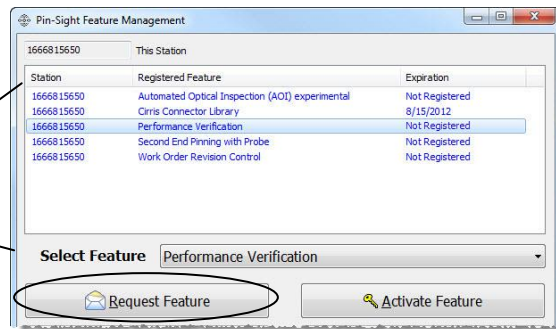 Pin-Sight Feature Management
1666815650 This Station
Station Registered Feature Expiration
1666815650 Automated Optical Inspection (AOI) experimental Not Registered
1666815650 Cirris Connector Library 8/15/2012
1666815650 Performance Verification Not Registered
1666815650 Second End Pinning with Probe Not Registered
1666815650 Work Order Revision Control Not Registered
Select Feature Performance Verification
Request Feature Activate Feature